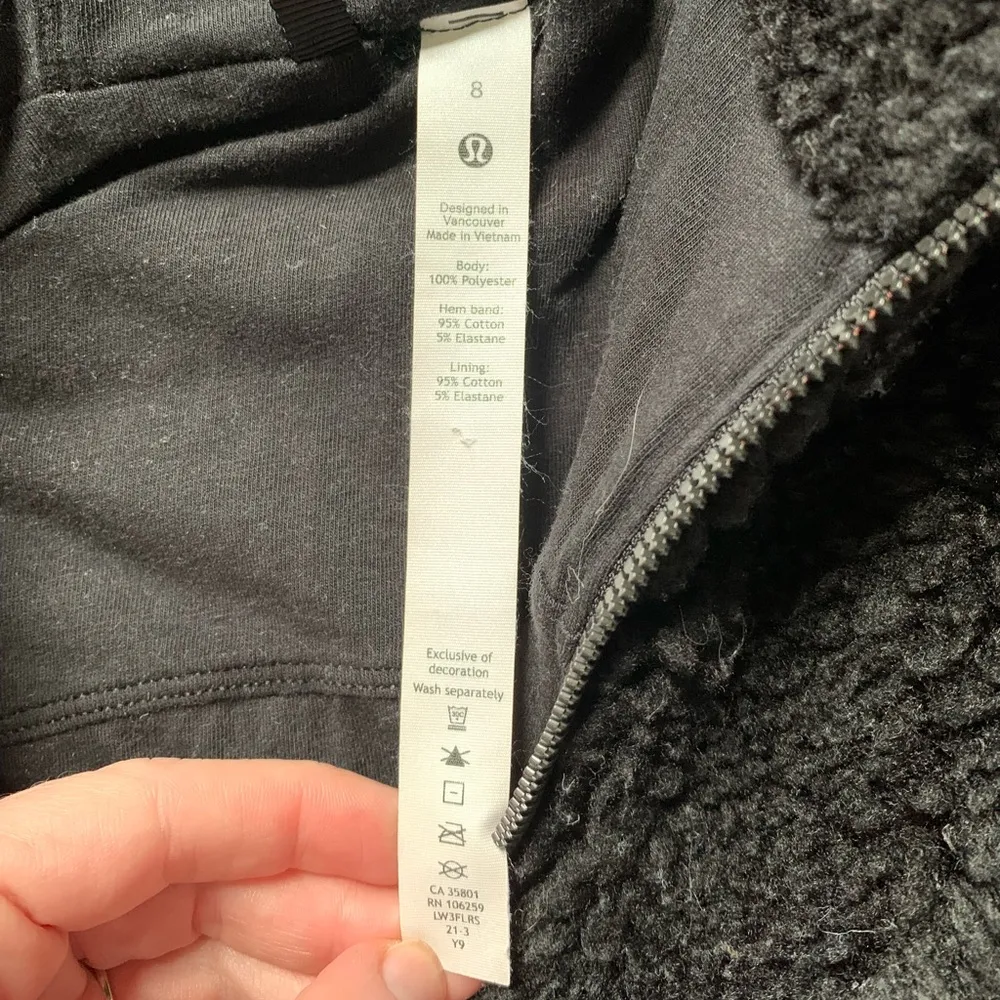 8
Designed in
Vancouver
Made in Vietnam
Body:
100% Polyester
Hem band:
95% Cotton
5% Elastane
Lining:
95% Cotton
5% Elastane
Exclusive of
decoration
Wash separately
30C
CA 35801
RN 106259
LW3FLRS
21-3
Y9